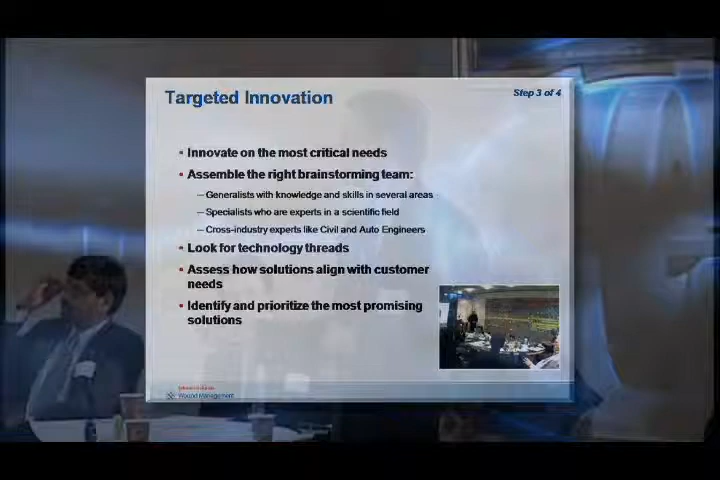 Targeted Innovation
Step 3 of 4
▪ Innovate on the most critical needs
▪ Assemble the right brainstorming team:
– Generalists with knowledge and skills in several areas
– Specialists who are experts in a scientific field
– Cross-industry experts like Civil and Auto Engineers
▪ Look for technology threads
▪ Assess how solutions align with customer
needs
▪ Identify and prioritize the most promising
solutions
Wound Management